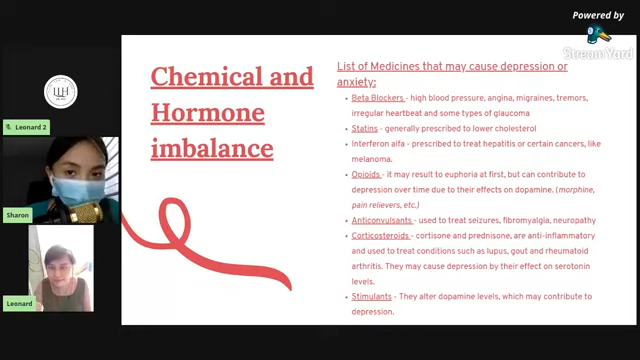 Powered by
StreamYard
Chemical and
Hormone
imbalance
List of Medicines that may cause depression or
anxiety:
• Beta Blockers - high blood pressure, angina, migraines, tremors,
irregular heartbeat and some types of glaucoma
• Statins - generally prescribed to lower cholesterol
• Interferon alfa - prescribed to treat hepatitis or certain cancers, like
melanoma.
• Opioids - it may result to euphoria at first, but can contribute to
depression over time due to their effects on dopamine. (morphine,
pain relievers, etc.)
• Anticonvulsants - used to treat seizures, fibromyalgia, neuropathy
• Corticosteroids - cortisone and prednisone, are anti-inflammatory
and used to treat conditions such as lupus, gout and rheumatoid
arthritis. They may cause depression by their effect on serotonin
levels.
• Stimulants - They alter dopamine levels, which may contribute to
depression.
Leonard 2
Sharon
Leonard